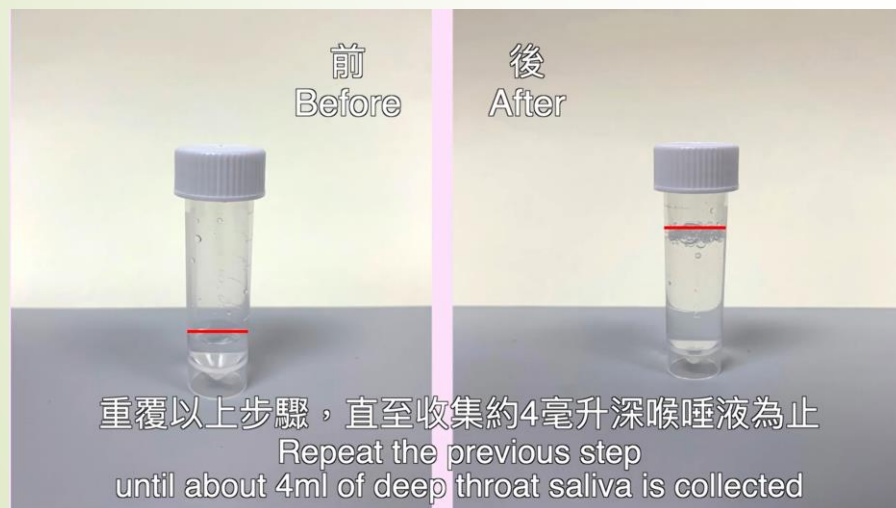 前
Before
後
After
重覆以上步驟，直至收集約4毫升深喉唾液為止
Repeat the previous step
until about 4ml of deep throat saliva is collected